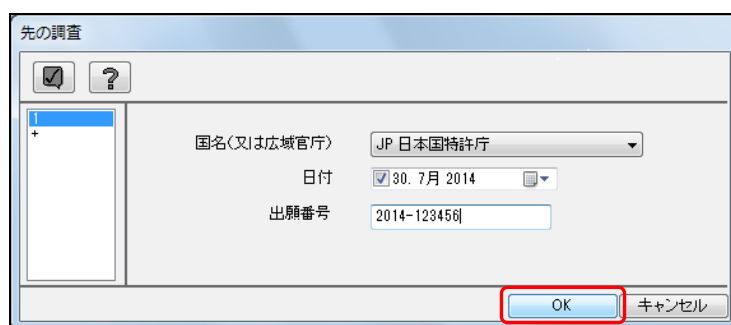 先の調査
?
1
+
国名(又は広域官庁) JP 日本国特許庁
日付 30. 7月 2014
出願番号 2014-123456
OK キャンセル